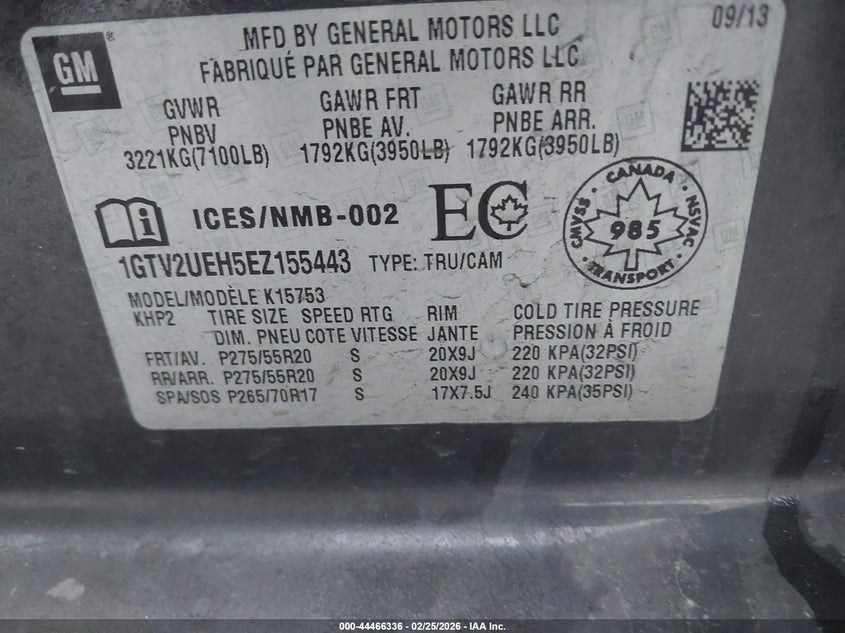 GM
MFD BY GENERAL MOTORS LLC 09/13
FABRIQUÉ PAR GENERAL MOTORS LLC
GVWR GAWR FRT GAWR RR
PNBV PNBE AV. PNBE ARR.
3221KG(7100LB) 1792KG(3950LB) 1792KG(3950LB)
i ICES/NMB-002 EC
CANADA
CMVSS 985 NSVAC
TRANSPORT
1GTV2UEH5EZ155443 TYPE: TRU/CAM
MODEL/MODÈLE K15753
KHP2 TIRE SIZE SPEED RTG RIM COLD TIRE PRESSURE
DIM. PNEU COTE VITESSE JANTE PRESSION À FROID
FRT/AV. P275/55R20 S 20X9J 220 KPA(32PSI)
RR/ARR. P275/55R20 S 20X9J 220 KPA(32PSI)
SPA/SOS P265/70R17 S 17X7.5J 240 KPA(35PSI)
000-44466336 - 02/25/2026 - IAA Inc.